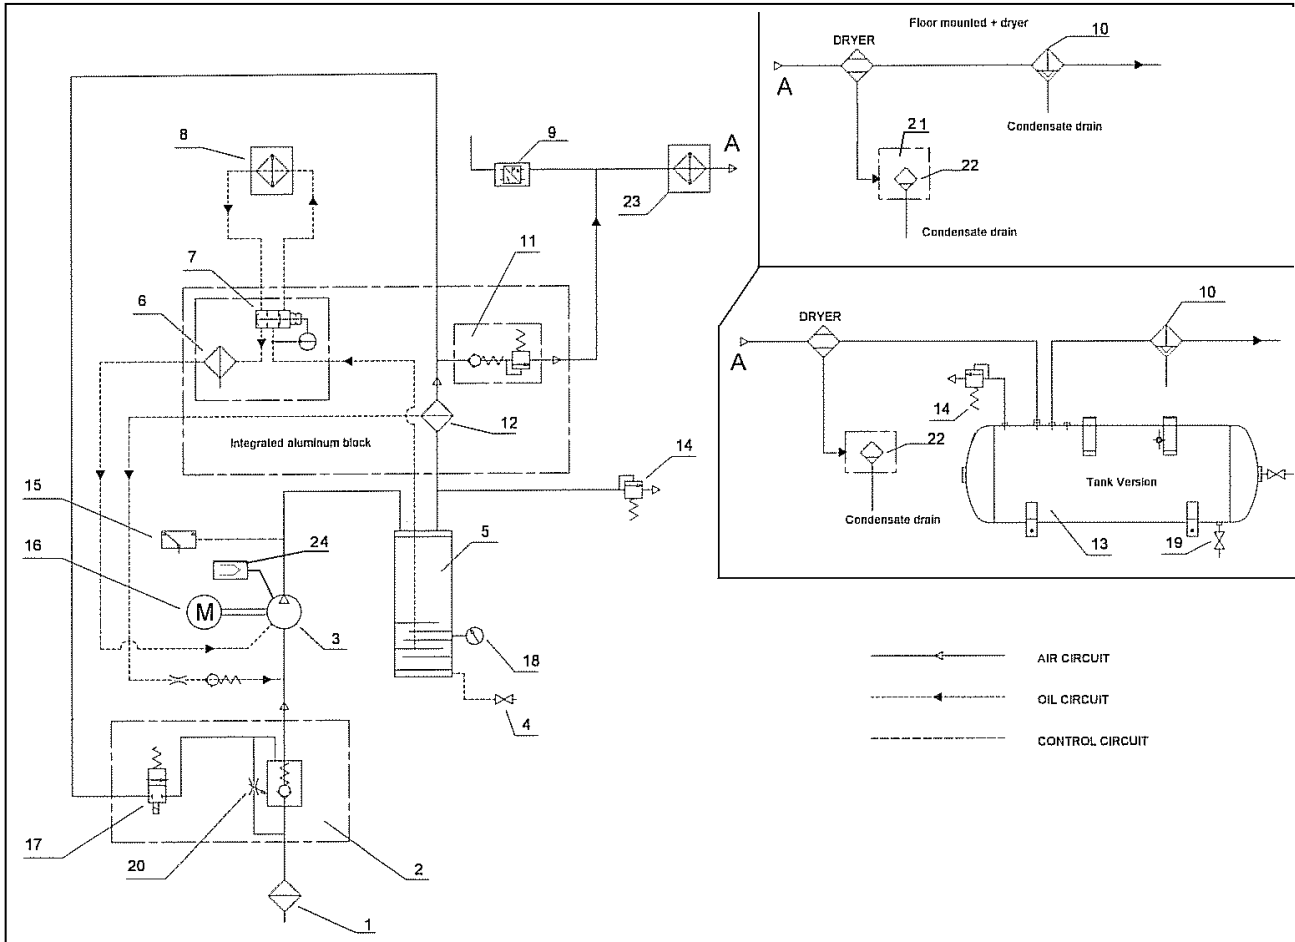 Floor mounted + dryer
10
DRYER
A
Condensate drain
21
22
Condensate drain
8
9
A
23
7
11
6
12
Integrated aluminum block
14
15
16
24
5
M
3
18
4
17
20
2
1
10
DRYER
A
14
22
Condensate drain
Tank Version
13
19
AIR CIRCUIT
OIL CIRCUIT
CONTROL CIRCUIT